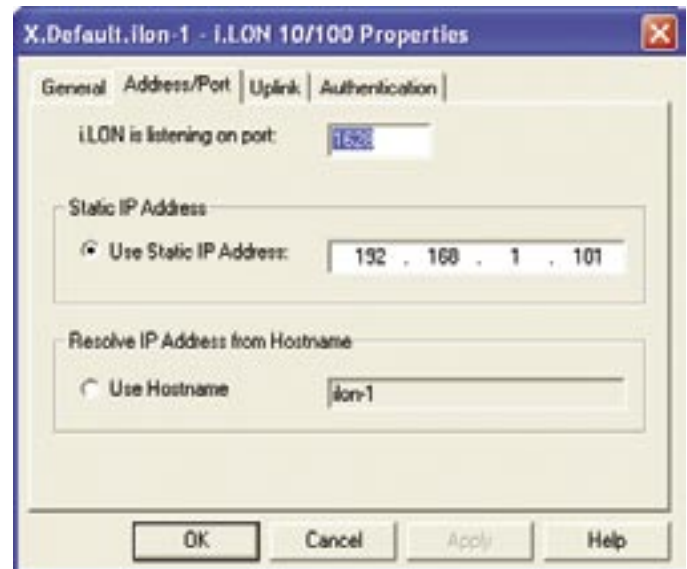 X.Default.ilon-1 - i.LON 10/100 Properties
General Address/Port Uplink Authentication
i.LON is listening on port: 1628
Static IP Address
Use Static IP Address: 192 . 168 . 1 . 101
Resolve IP Address from Hostname
Use Hostname ilon-1
OK Cancel Apply Help